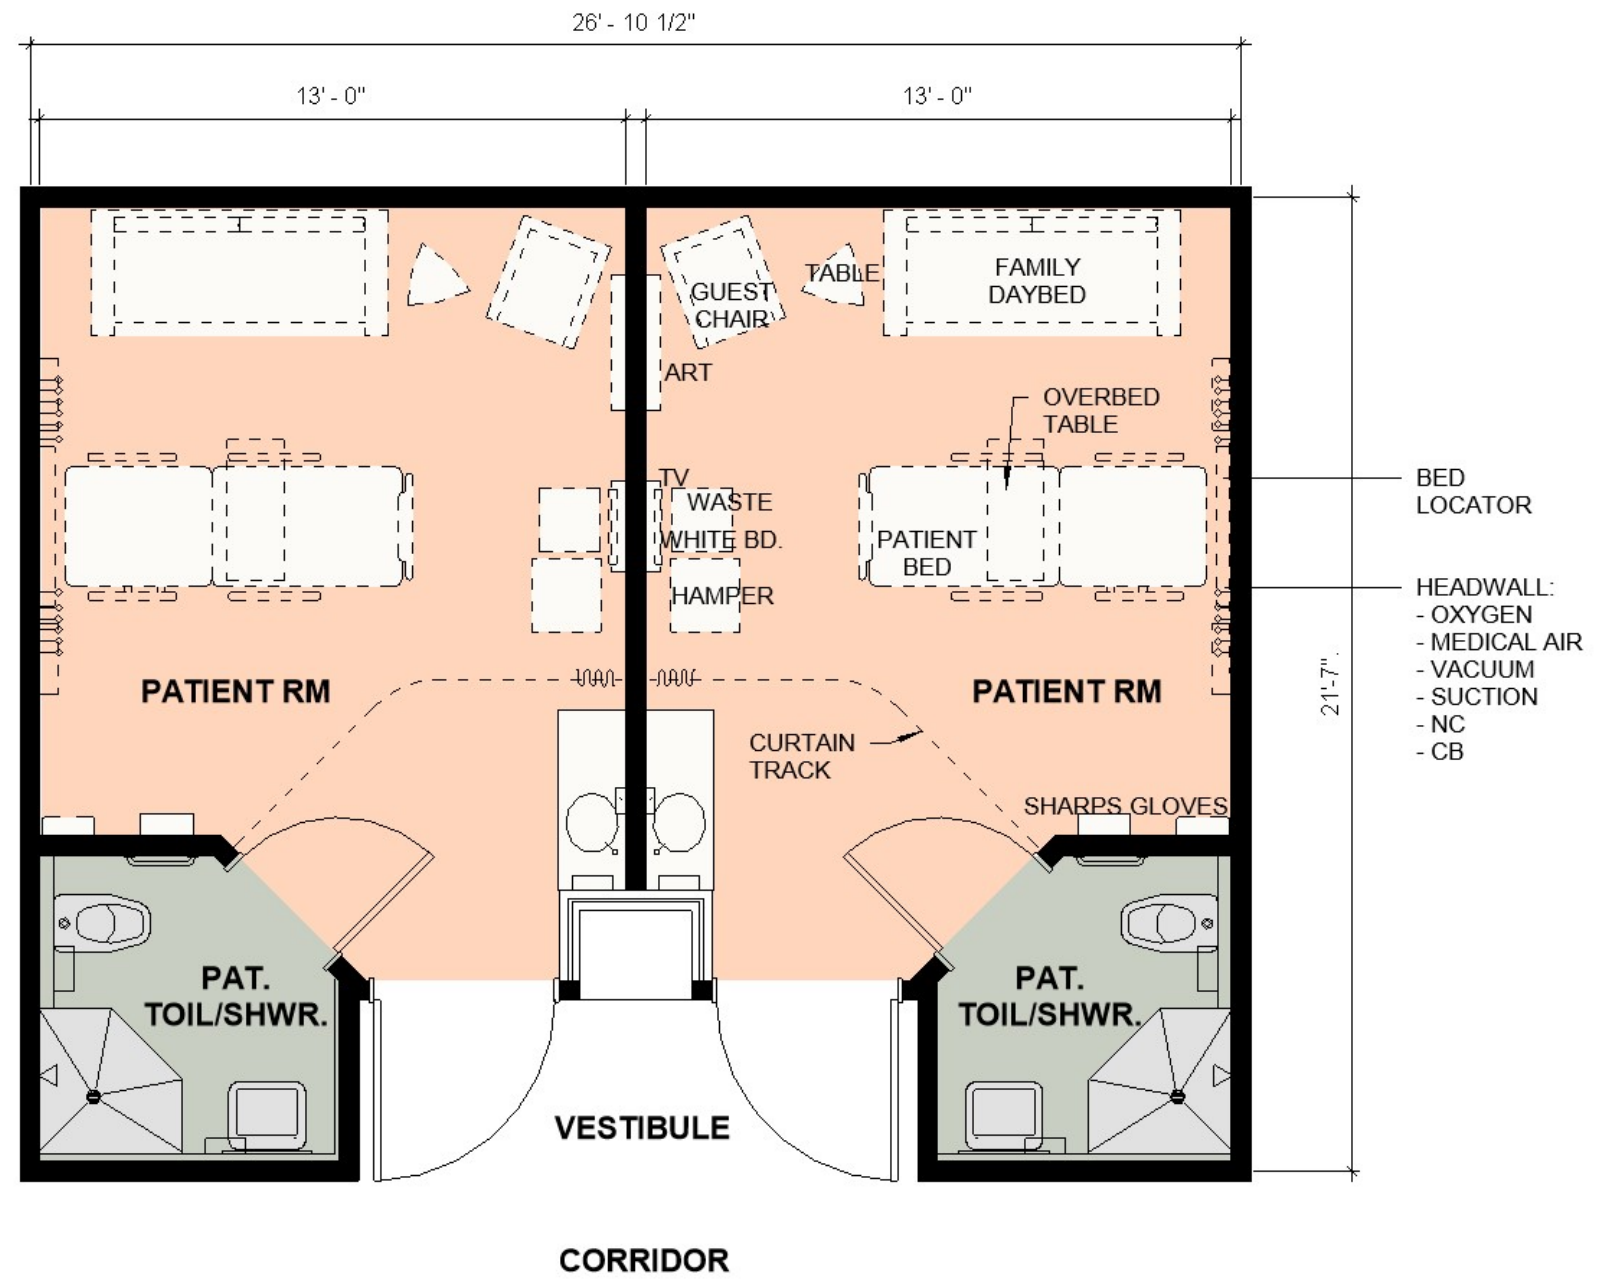 26' - 10 1/2"
13' - 0"
13' - 0"
FAMILY
DAYBED
TABLE
GUEST
CHAIR
ART
OVERBED
TABLE
TV
WASTE
WHITE BD.
HAMPER
PATIENT
BED
BED
LOCATOR
HEADWALL:
- OXYGEN
- MEDICAL AIR
- VACUUM
- SUCTION
- NC
- CB
21'-7".
PATIENT RM
PATIENT RM
CURTAIN
TRACK
SHARPS GLOVES
PAT.
TOIL/SHWR.
PAT.
TOIL/SHWR.
VESTIBULE
CORRIDOR